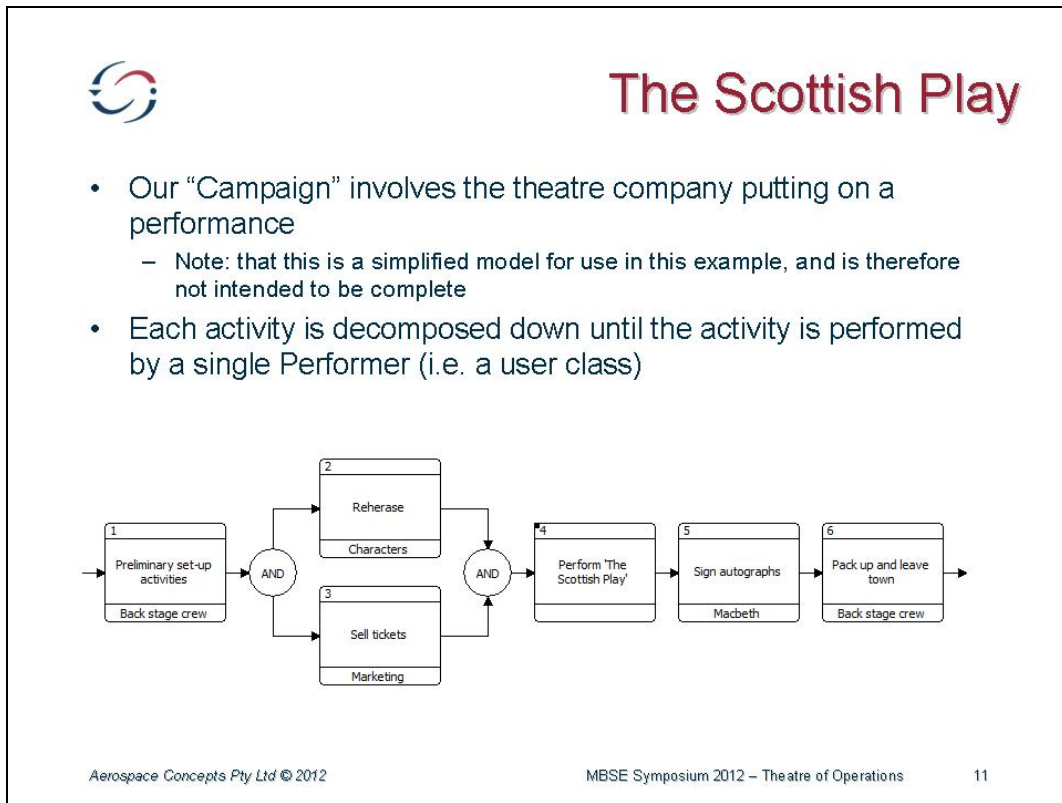 The Scottish Play
• Our “Campaign” involves the theatre company putting on a
performance
– Note: that this is a simplified model for use in this example, and is therefore
not intended to be complete
• Each activity is decomposed down until the activity is performed
by a single Performer (i.e. a user class)
1
Preliminary set-up
activities
Back stage crew
AND
2
Reherase
Characters
3
Sell tickets
Marketing
AND
4
Perform 'The
Scottish Play'
5
Sign autographs
Macbeth
6
Pack up and leave
town
Back stage crew
Aerospace Concepts Pty Ltd © 2012
MBSE Symposium 2012 – Theatre of Operations
11